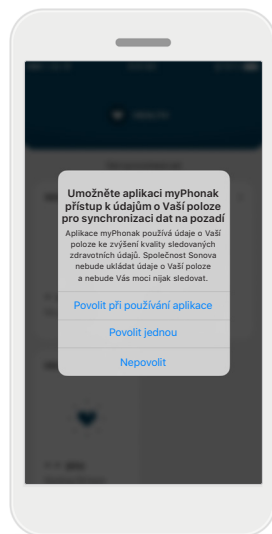 HEALTH
Umožněte aplikaci myPhonak
přístup k údajům o Vaší poloze
pro synchronizaci dat na pozadí
Aplikace myPhonak používá údaje o Vaší
poloze ke zvýšení kvality sledovaných
zdravotních údajů. Společnost Sonova
nebude ukládat údaje o Vaší poloze
a nebude Vás moci nijak sledovat.
Povolit při používání aplikace
Povolit jednou
Nepovolit